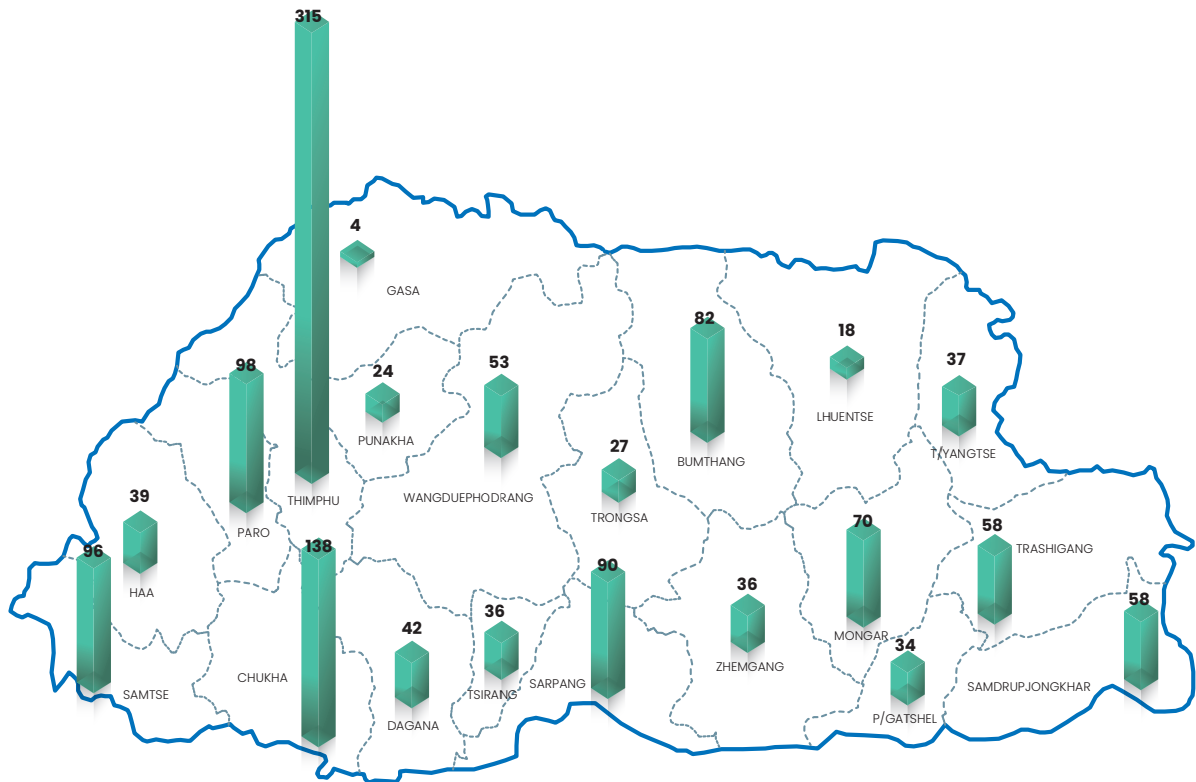 315
4
GASA
98
THIMPHU
24
PUNAKHA
53
WANGDUEPHODRANG
82
BUMTHANG
18
LHUENTSE
37
T/YANGTSE
PARO
39
HAA
27
TRONGSA
96
SAMTSE
138
CHUKHA
42
DAGANA
36
TSIRANG
90
SARPANG
36
ZHEMGANG
70
MONGAR
58
TRASHIGANG
34
P/GATSHEL
58
SAMDRUPJONGKHAR